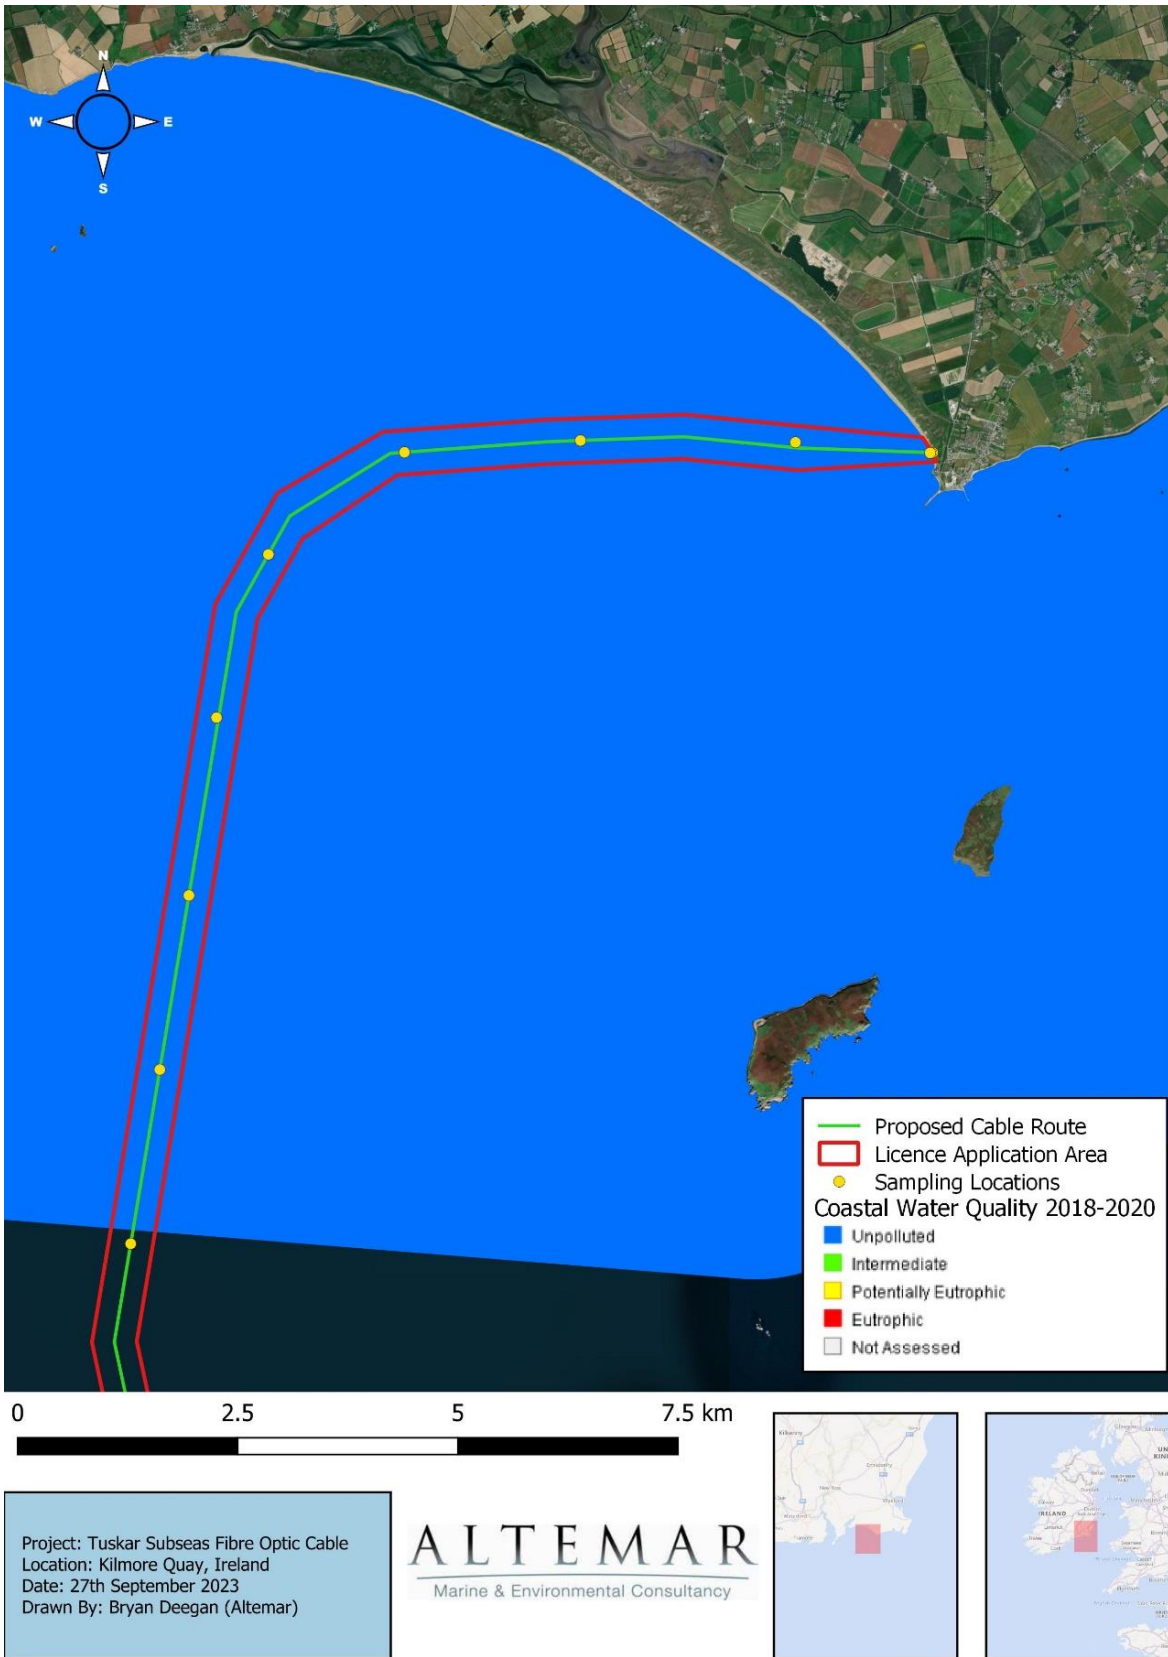 N
W E
S
Proposed Cable Route
Licence Application Area
Sampling Locations
Coastal Water Quality 2018-2020
Unpolluted
Intermediate
Potentially Eutrophic
Eutrophic
Not Assessed
0 2.5 5 7.5 km
Project: Tuskar Subseas Fibre Optic Cable
Location: Kilmore Quay, Ireland
Date: 27th September 2023
Drawn By: Bryan Deegan (Altemar)
ALTEMAR
Marine & Environmental Consultancy
Kilkenny
IRELAND